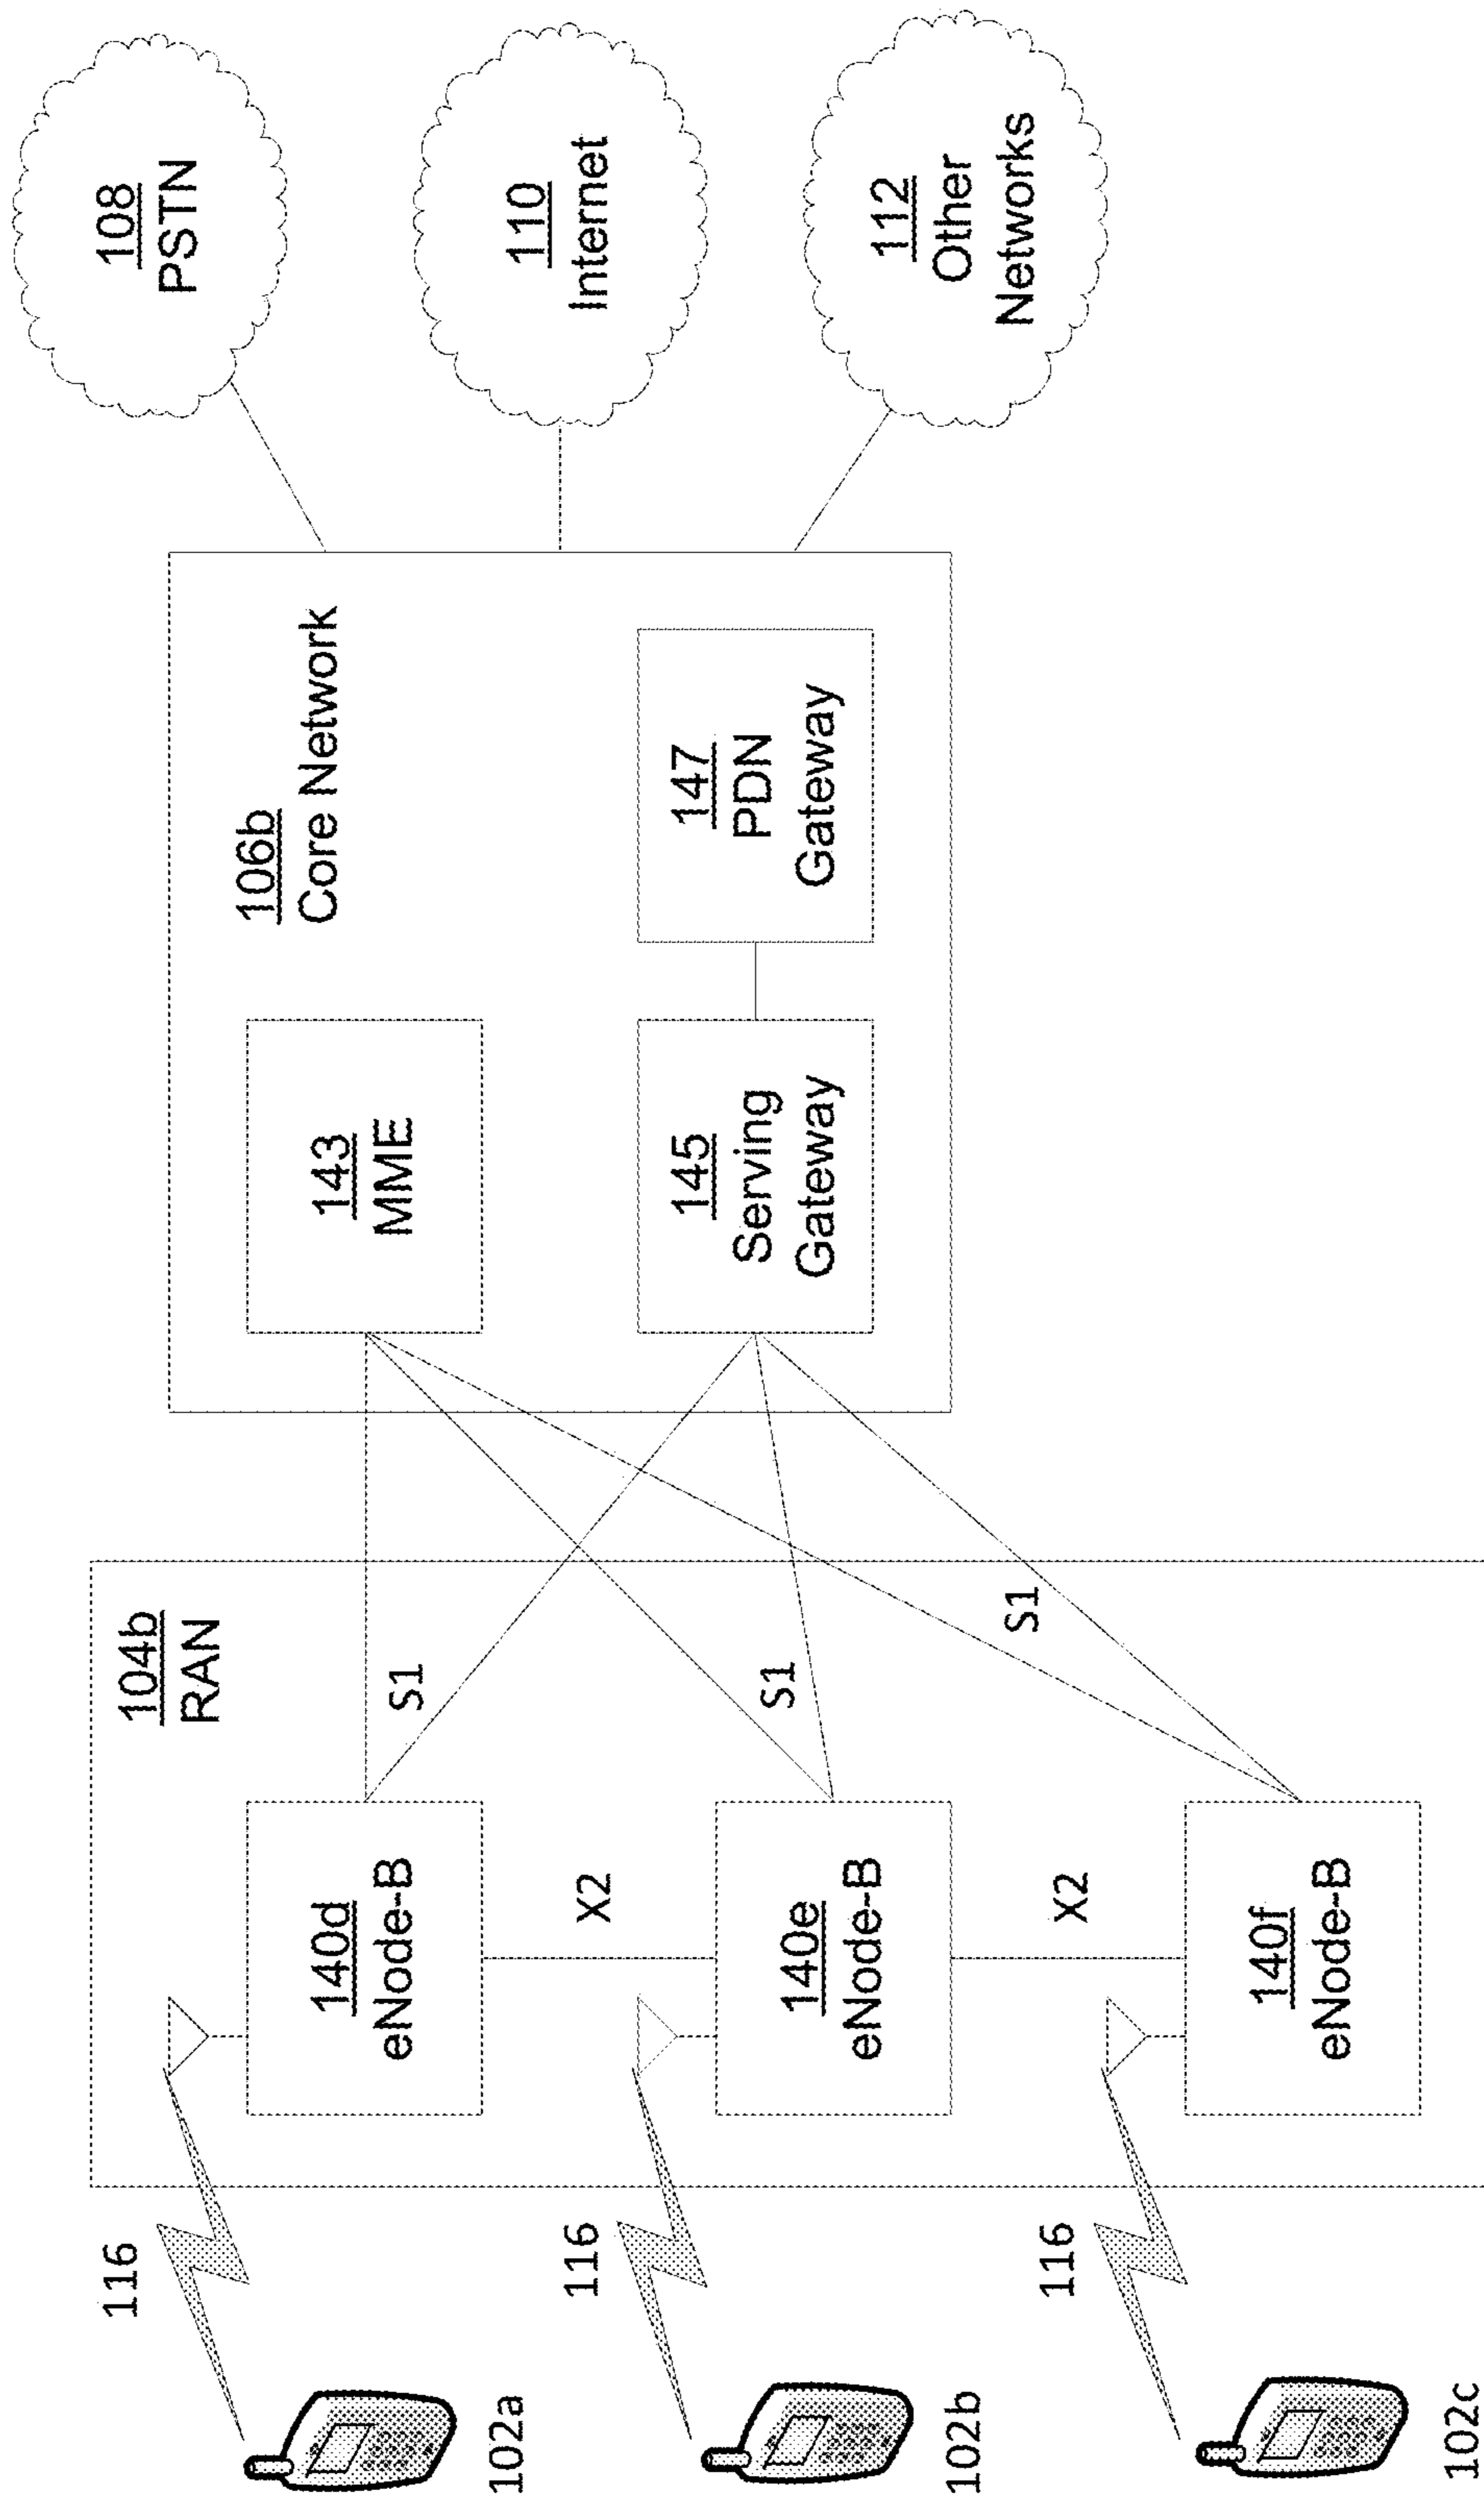 116
102a
116
102b
116
102c
104b
RAN
140d
eNode-B
X2
140e
eNode-B
X2
140f
eNode-B
S1
S1
S1
106b
Core Network
143
MME
145
Serving
Gateway
147
PDN
Gateway
108
PSTN
110
Internet
112
Other
Networks